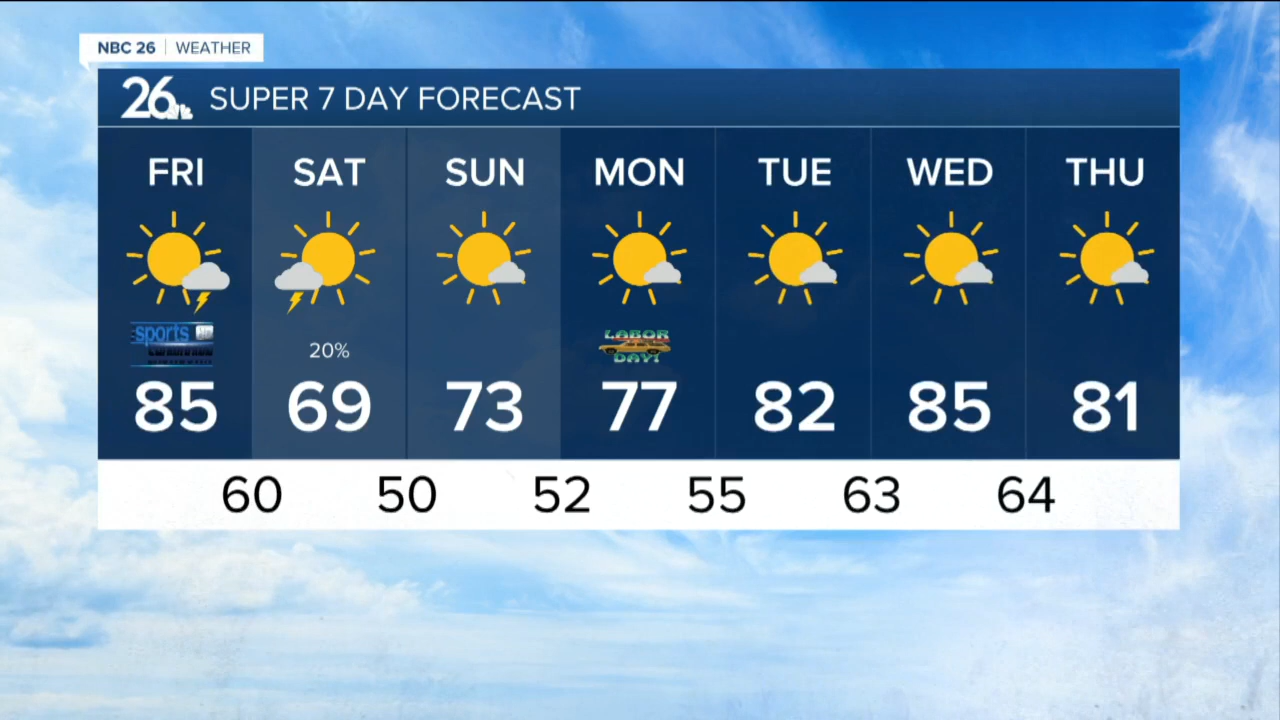 NBC 26 | WEATHER
26 SUPER 7 DAY FORECAST
FRI SAT SUN MON TUE WED THU
sports
LABOR
DAY!
20%
85 69 73 77 82 85 81
60 50 52 55 63 64